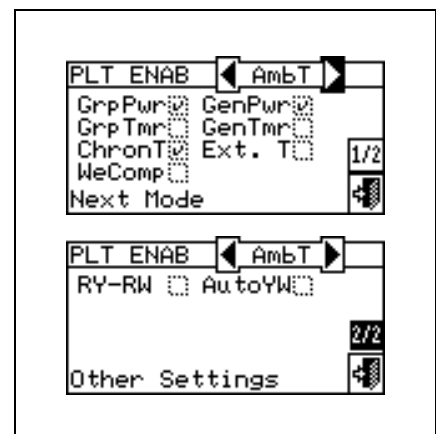 PLT ENAB AmbT
GrpPwr GenPwr
GrpTmr GenTmr
ChronT Ext. T
WeComp
1/2
Next Mode
PLT ENAB AmbT
RY-RW AutoYW
2/2
Other Settings